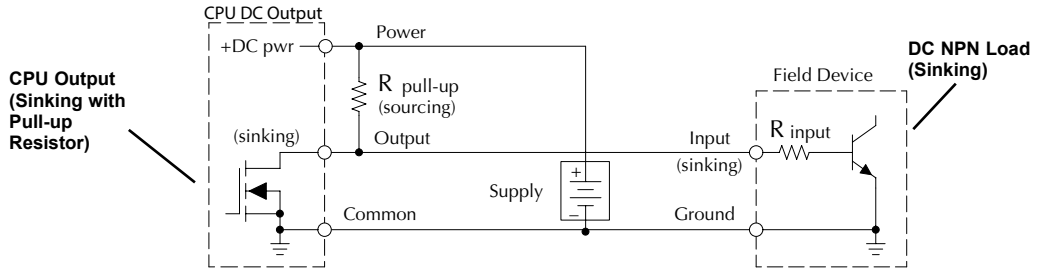 CPU DC Output
+DC pwr
Power
CPU Output
(Sinking with
Pull-up
Resistor)
R pull-up
(sourcing)
(sinking)
Output
Supply
+
–
Common
Input
(sinking)
Ground
Field Device
R input
DC NPN Load
(Sinking)